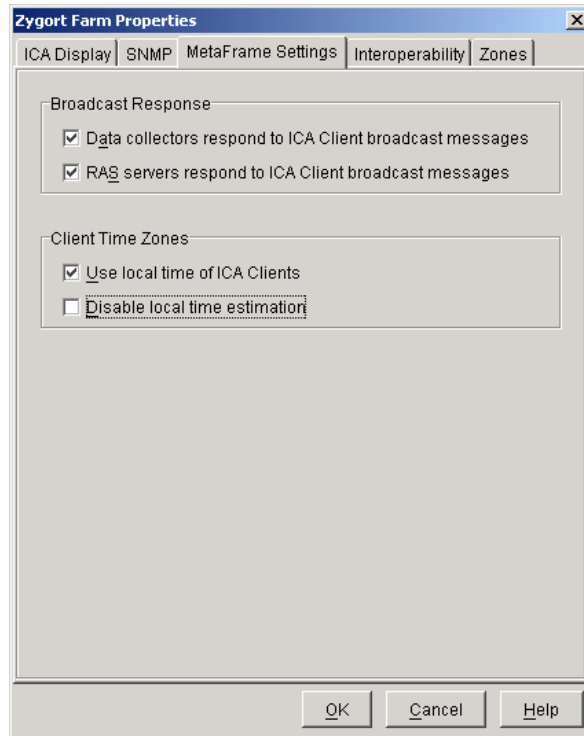 Zygort Farm Properties
ICA Display SNMP MetaFrame Settings Interoperability Zones
Broadcast Response
Data collectors respond to ICA Client broadcast messages
RAS servers respond to ICA Client broadcast messages
Client Time Zones
Use local time of ICA Clients
Disable local time estimation
OK Cancel Help